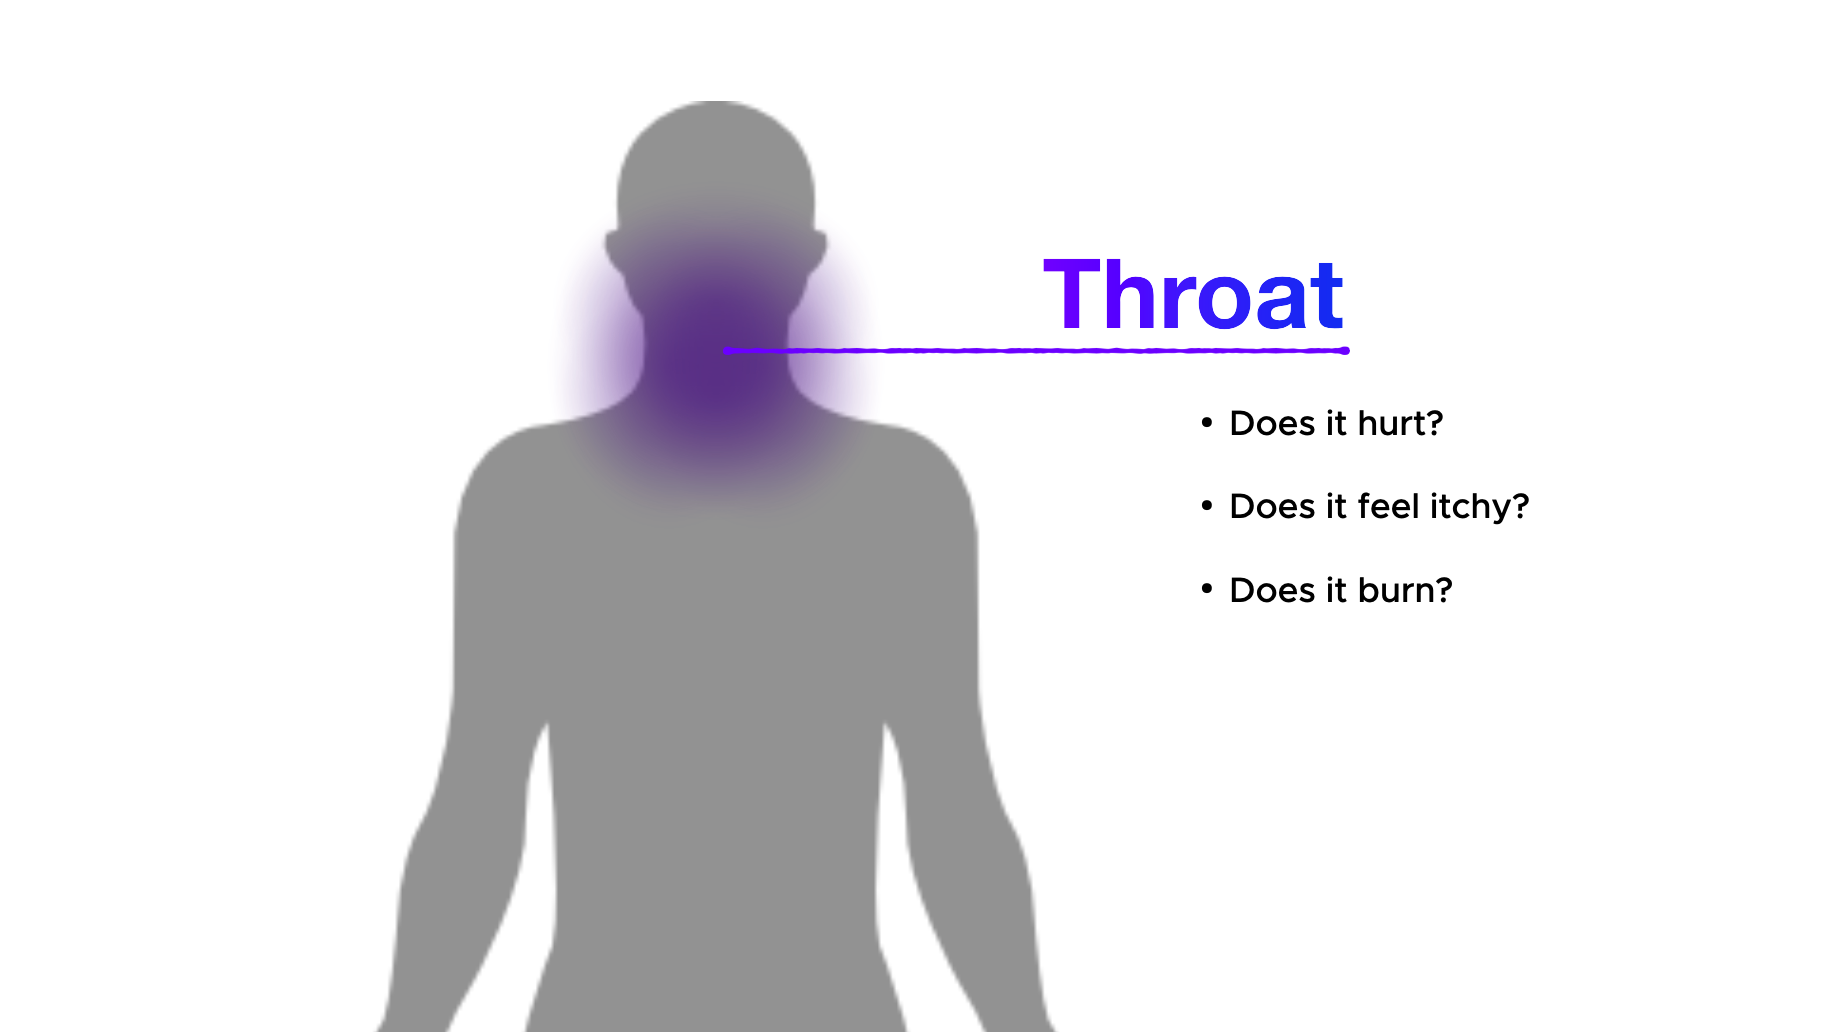 Throat
• Does it hurt?
• Does it feel itchy?
• Does it burn?